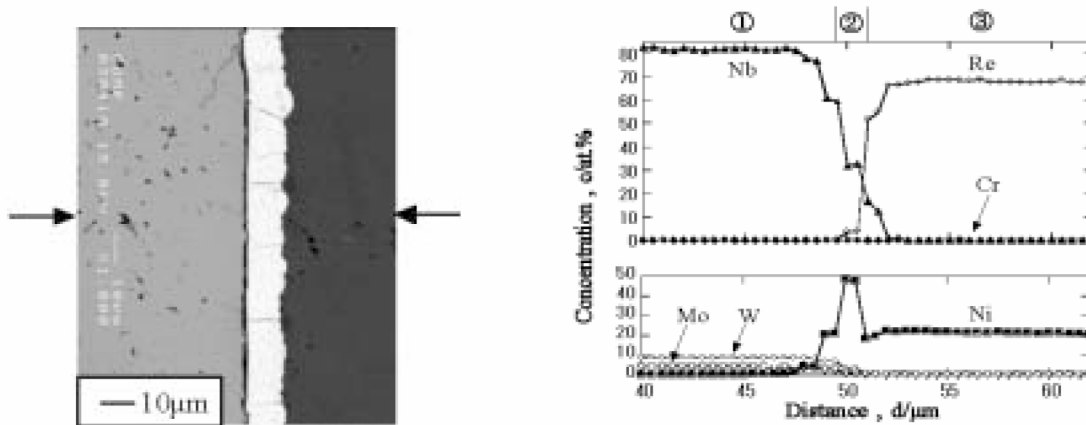 10μm
① ② ③
Concentration , c/at.%
80
70
60
50
40
30
20
10
0
Nb
Re
Cr
50
40
30
20
10
0
Mo
W
Ni
40 45 50 55 60
Distance , d/μm